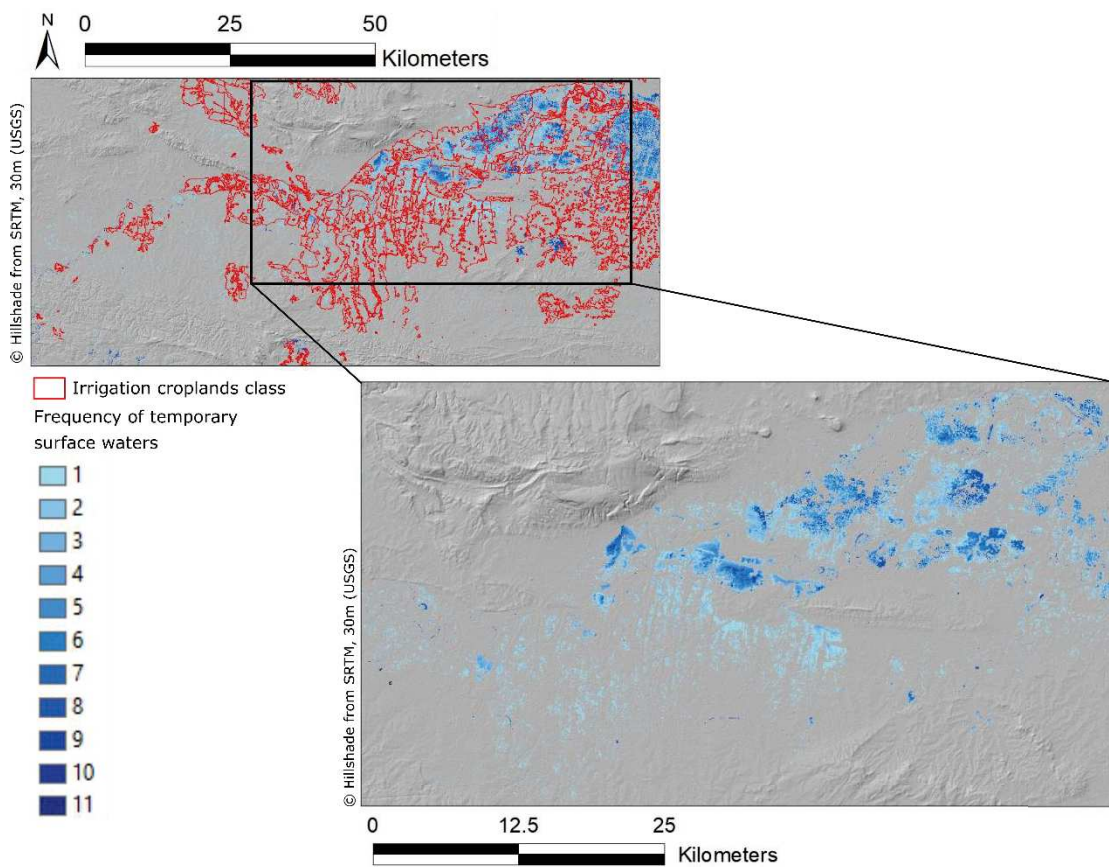 N
0 25 50
Kilometers
© Hillshade from SRTM, 30m (USGS)
Irrigation croplands class
Frequency of temporary
surface waters
1
2
3
4
5
6
7
8
9
10
11
© Hillshade from SRTM, 30m (USGS)
0 12.5 25
Kilometers